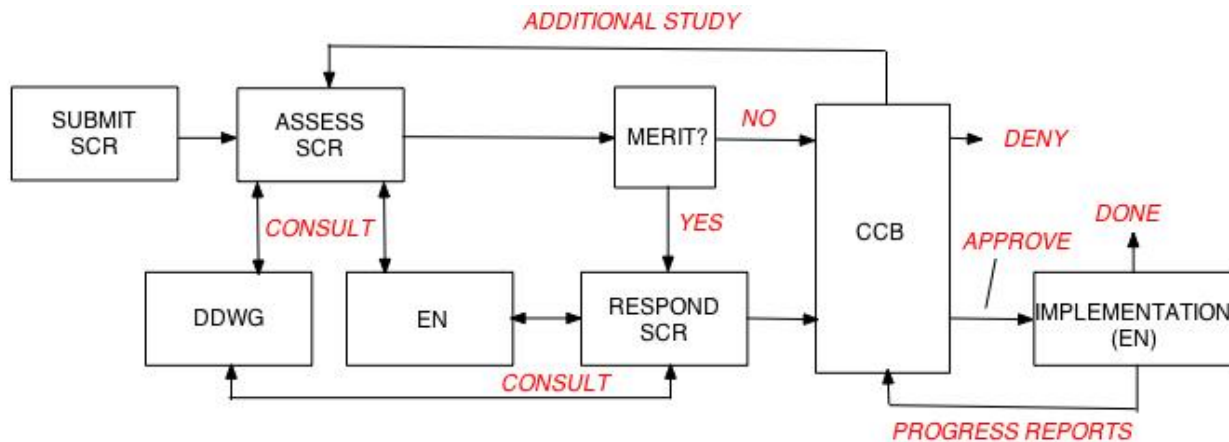 ADDITIONAL STUDY
SUBMIT
SCR
ASSESS
SCR
MERIT?
NO
DENY
CONSULT
YES
CCB
APPROVE
DONE
DDWG
EN
RESPOND
SCR
IMPLEMENTATION
(EN)
CONSULT
PROGRESS REPORTS